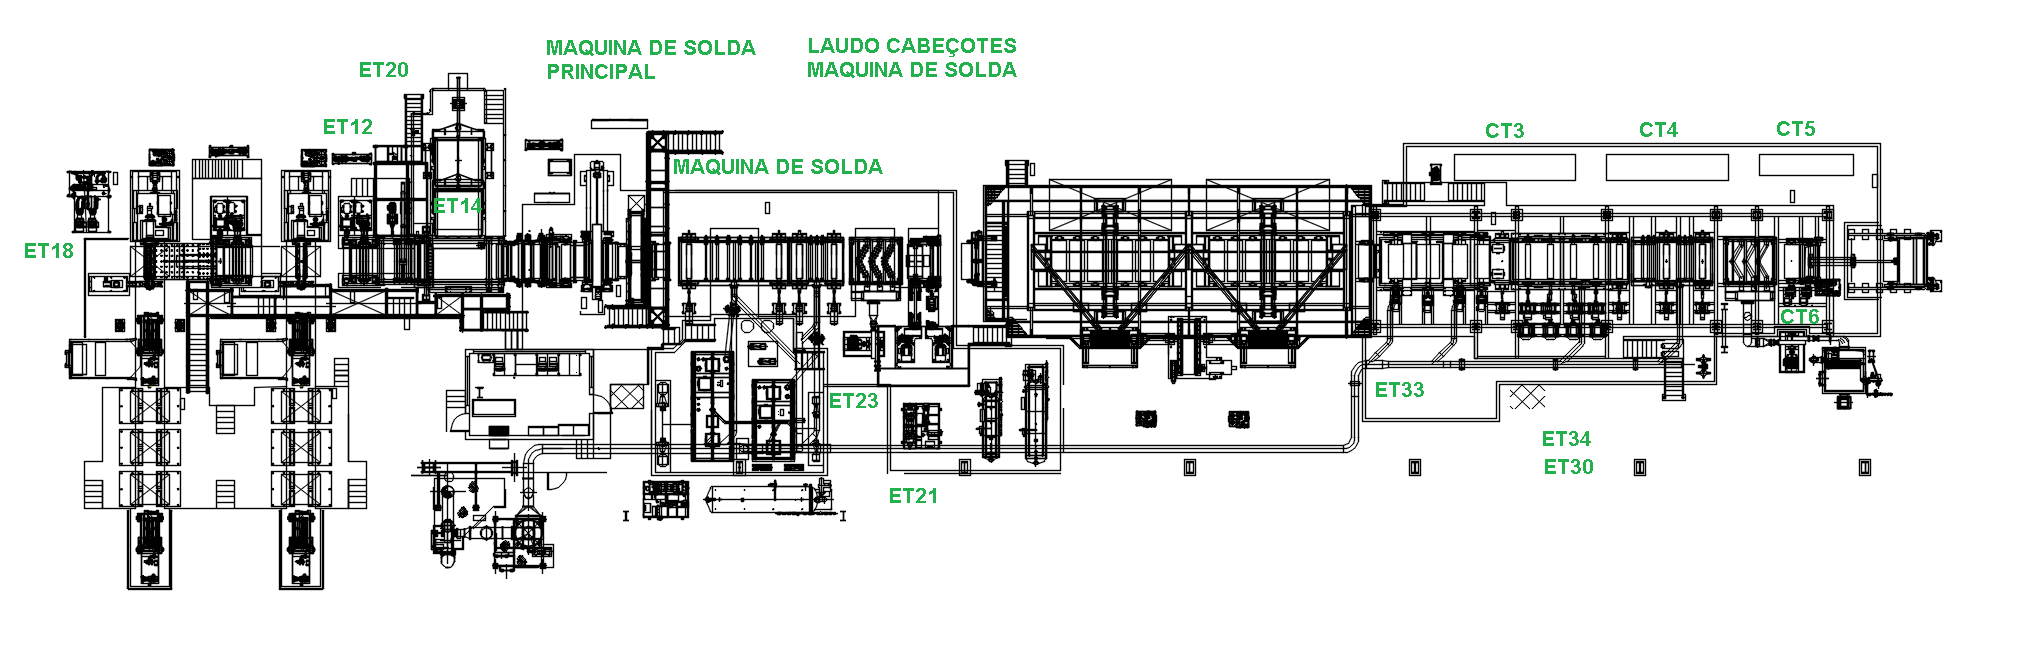 MAQUINA DE SOLDA
PRINCIPAL
LAUDO CABEÇOTES
MAQUINA DE SOLDA
ET20
ET12
CT3
CT4
CT5
MAQUINA DE SOLDA
ET14
ET18
CT6
ET33
ET23
ET34
ET30
ET21